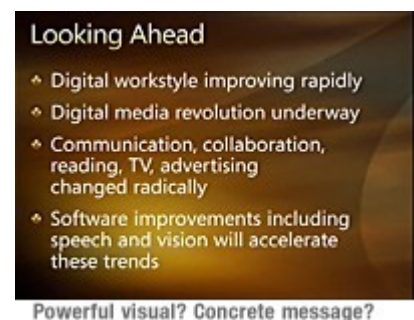 Looking Ahead
Digital workstyle improving rapidly
Digital media revolution underway
Communication, collaboration,
reading, TV, advertising
changed radically
Software improvements including
speech and vision will accelerate
these trends
Powerful visual? Concrete message?